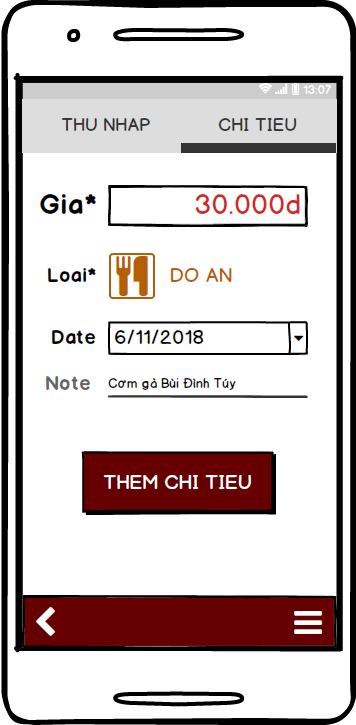 13:07
THU NHAP CHI TIEU
Gia* 30.000d
Loai* DO AN
Date 6/11/2018
Note Cơm gà Bùi Đình Túy
THEM CHI TIEU